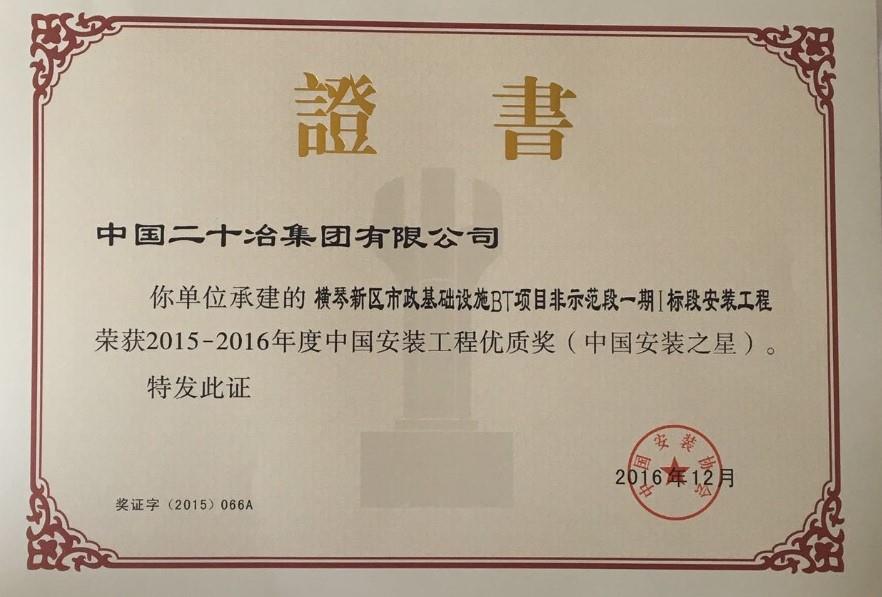 證書
中国二十冶集团有限公司
你单位承建的 横琴新区市政基础设施BT项目非示范段一期I标段安装工程
荣获2015-2016年度中国安装工程优质奖（中国安装之星）。
特发此证
中国安装协会
2016年12月
奖证字（2015）066A